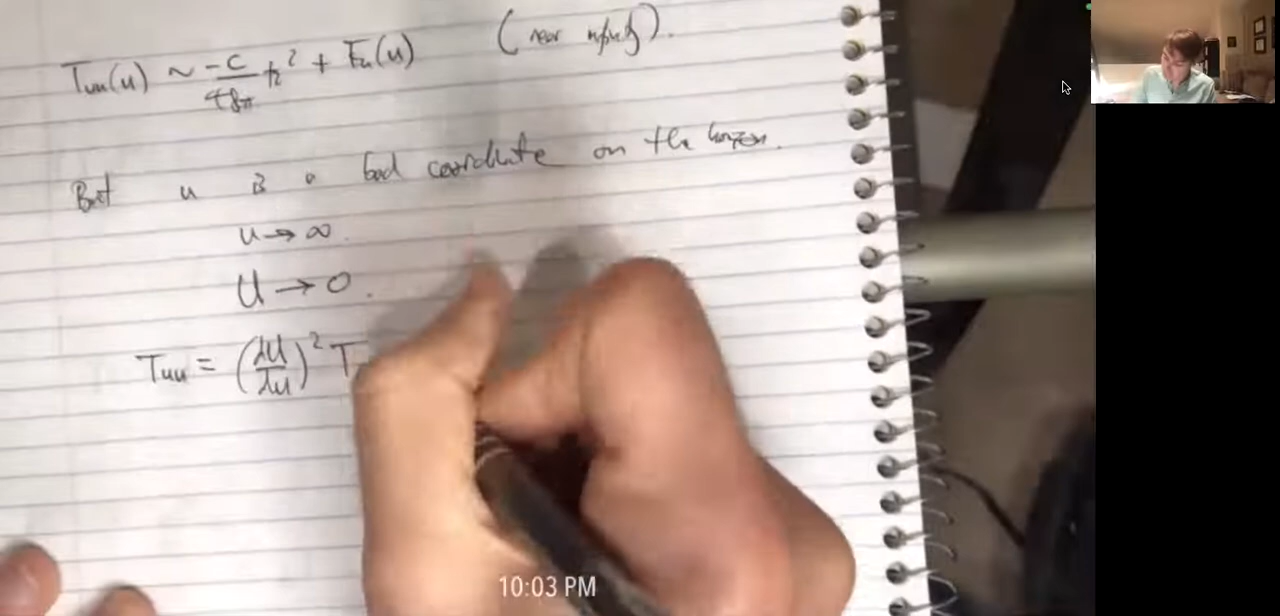 Tuu(u) ~ -c/48π ħ² + Fu(u) (near infinity).
But u is a bad coordinate on the horizon.
u → ∞.
U → 0.
Tuu = (dU/du)² T
10:03 PM